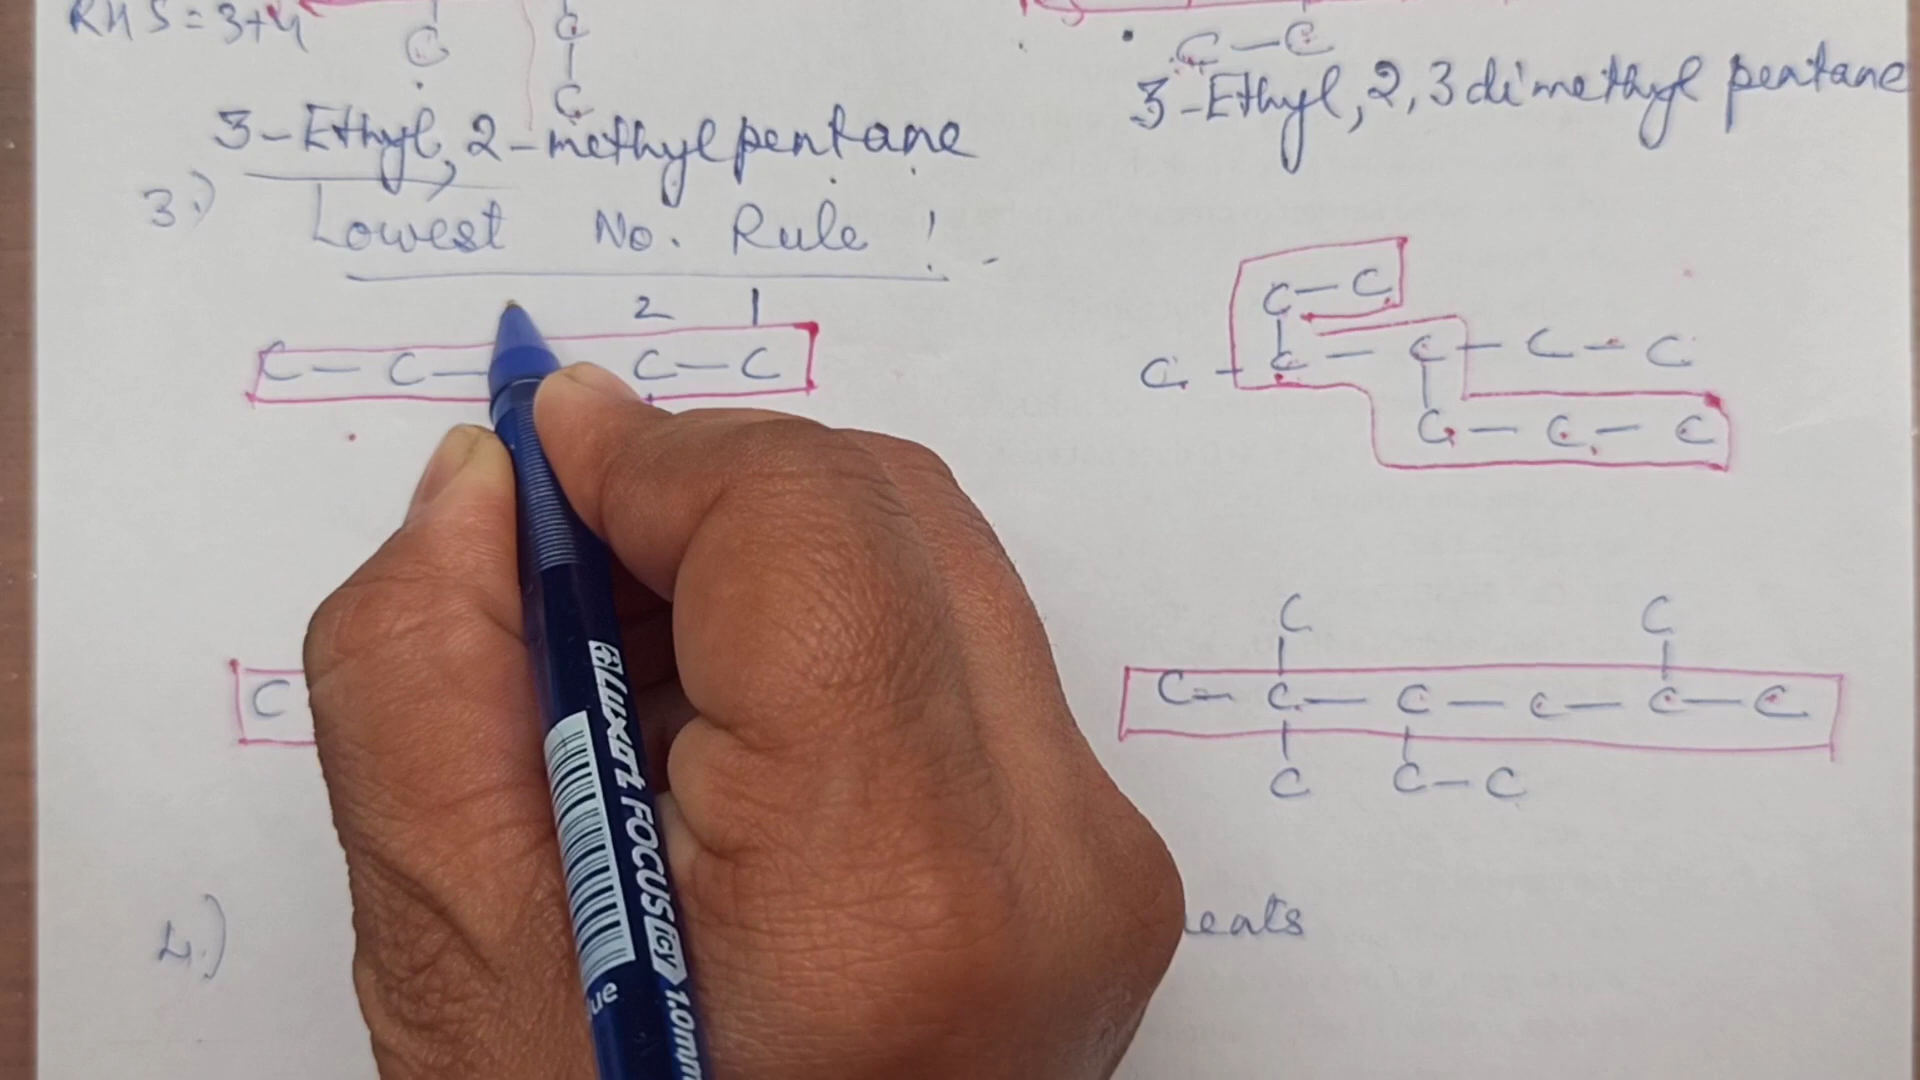 RHS = 3+4
C C
C
3-Ethyl, 2-methyl pentane
C-C
3-Ethyl, 2, 3 dimethyl pentane
3.) Lowest No. Rule!
2 1
C-C- C-C
C-C
C-C-C-C-C
C-C-C
C
C C
C-C-C-C-C-C
C C-C
4.)
Luxor FOCUS icy 1.0mm